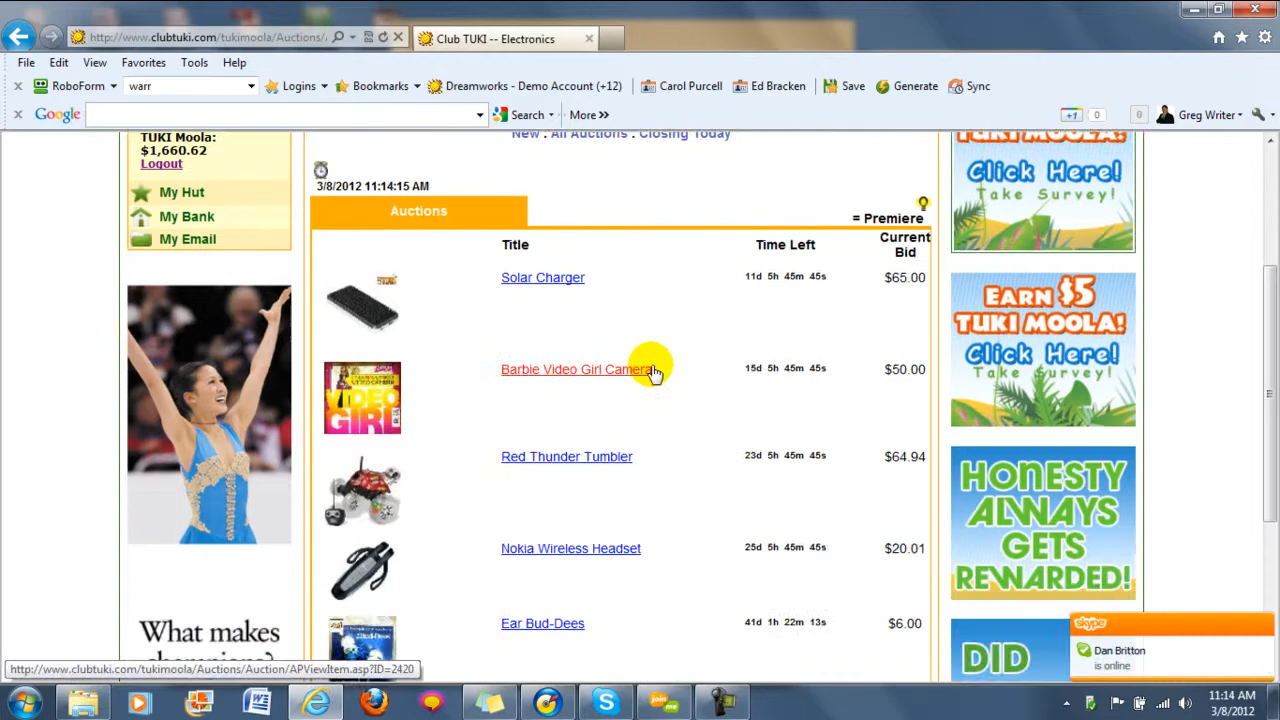 http://www.clubtuki.com/tukimoola/Auctions/
Club TUKI -- Electronics
File Edit View Favorites Tools Help
RoboForm warr Logins Bookmarks Dreamworks - Demo Account (+12) Carol Purcell Ed Bracken Save Generate Sync
Google Search More >> +1 0 0 Greg Writer
TUKI Moola:
$1,660.62
Logout
My Hut
My Bank
My Email
New : All Auctions : Closing Today
3/8/2012 11:14:15 AM
Auctions
= Premiere
Title Time Left Current Bid
Solar Charger 11d 5h 45m 45s $65.00
Barbie Video Girl Camera 15d 5h 45m 45s $50.00
VIDEO
GIRL
Red Thunder Tumbler 23d 5h 45m 45s $64.94
Nokia Wireless Headset 25d 5h 45m 45s $20.01
Ear Bud-Dees 41d 1h 22m 13s $6.00
What makes
champions?
TUKI MOOLA!
Click Here!
Take Survey!
EARN $5
TUKI MOOLA!
Click Here!
Take Survey!
HONESTY
ALWAYS
GETS
REWARDED!
DID
skype
Dan Britton
is online
http://www.clubtuki.com/tukimoola/Auctions/Auction/APViewItem.asp?ID=2420
11:14 AM
3/8/2012